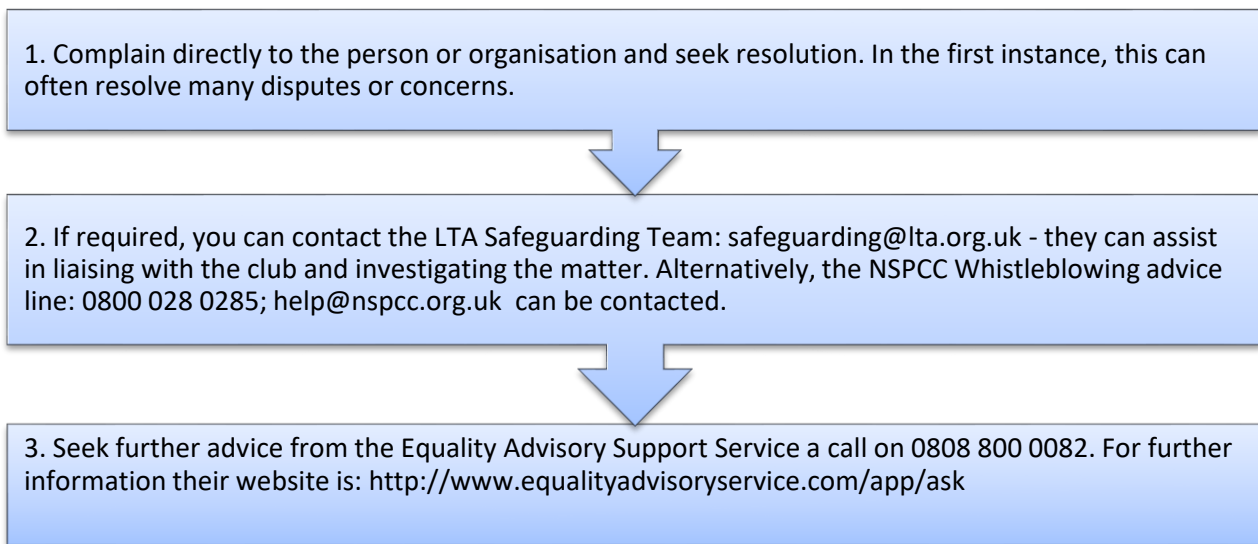 1. Complain directly to the person or organisation and seek resolution. In the first instance, this can
often resolve many disputes or concerns.
2. If required, you can contact the LTA Safeguarding Team: safeguarding@lta.org.uk - they can assist
in liaising with the club and investigating the matter. Alternatively, the NSPCC Whistleblowing advice
line: 0800 028 0285; help@nspcc.org.uk  can be contacted.
3. Seek further advice from the Equality Advisory Support Service a call on 0808 800 0082. For further
information their website is: http://www.equalityadvisoryservice.com/app/ask